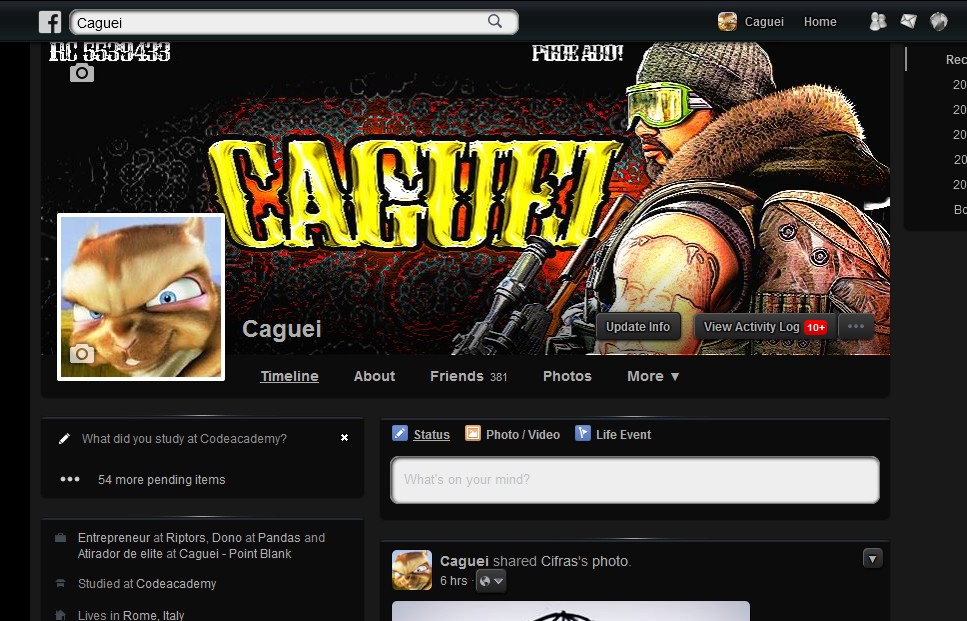 Caguei
Caguei Home
RC 5539433
PODE ADD!
Rec
20
20
20
20
20
Bo
CAGUEI
Caguei
Update Info
View Activity Log 10+
Timeline About Friends 381 Photos More
What did you study at Codeacademy?
54 more pending items
Status Photo / Video Life Event
What's on your mind?
Entrepreneur at Riptors, Dono at Pandas and
Atirador de elite at Caguei - Point Blank
Studied at Codeacademy
Lives in Rome, Italy
Caguei shared Cifras's photo.
6 hrs ·